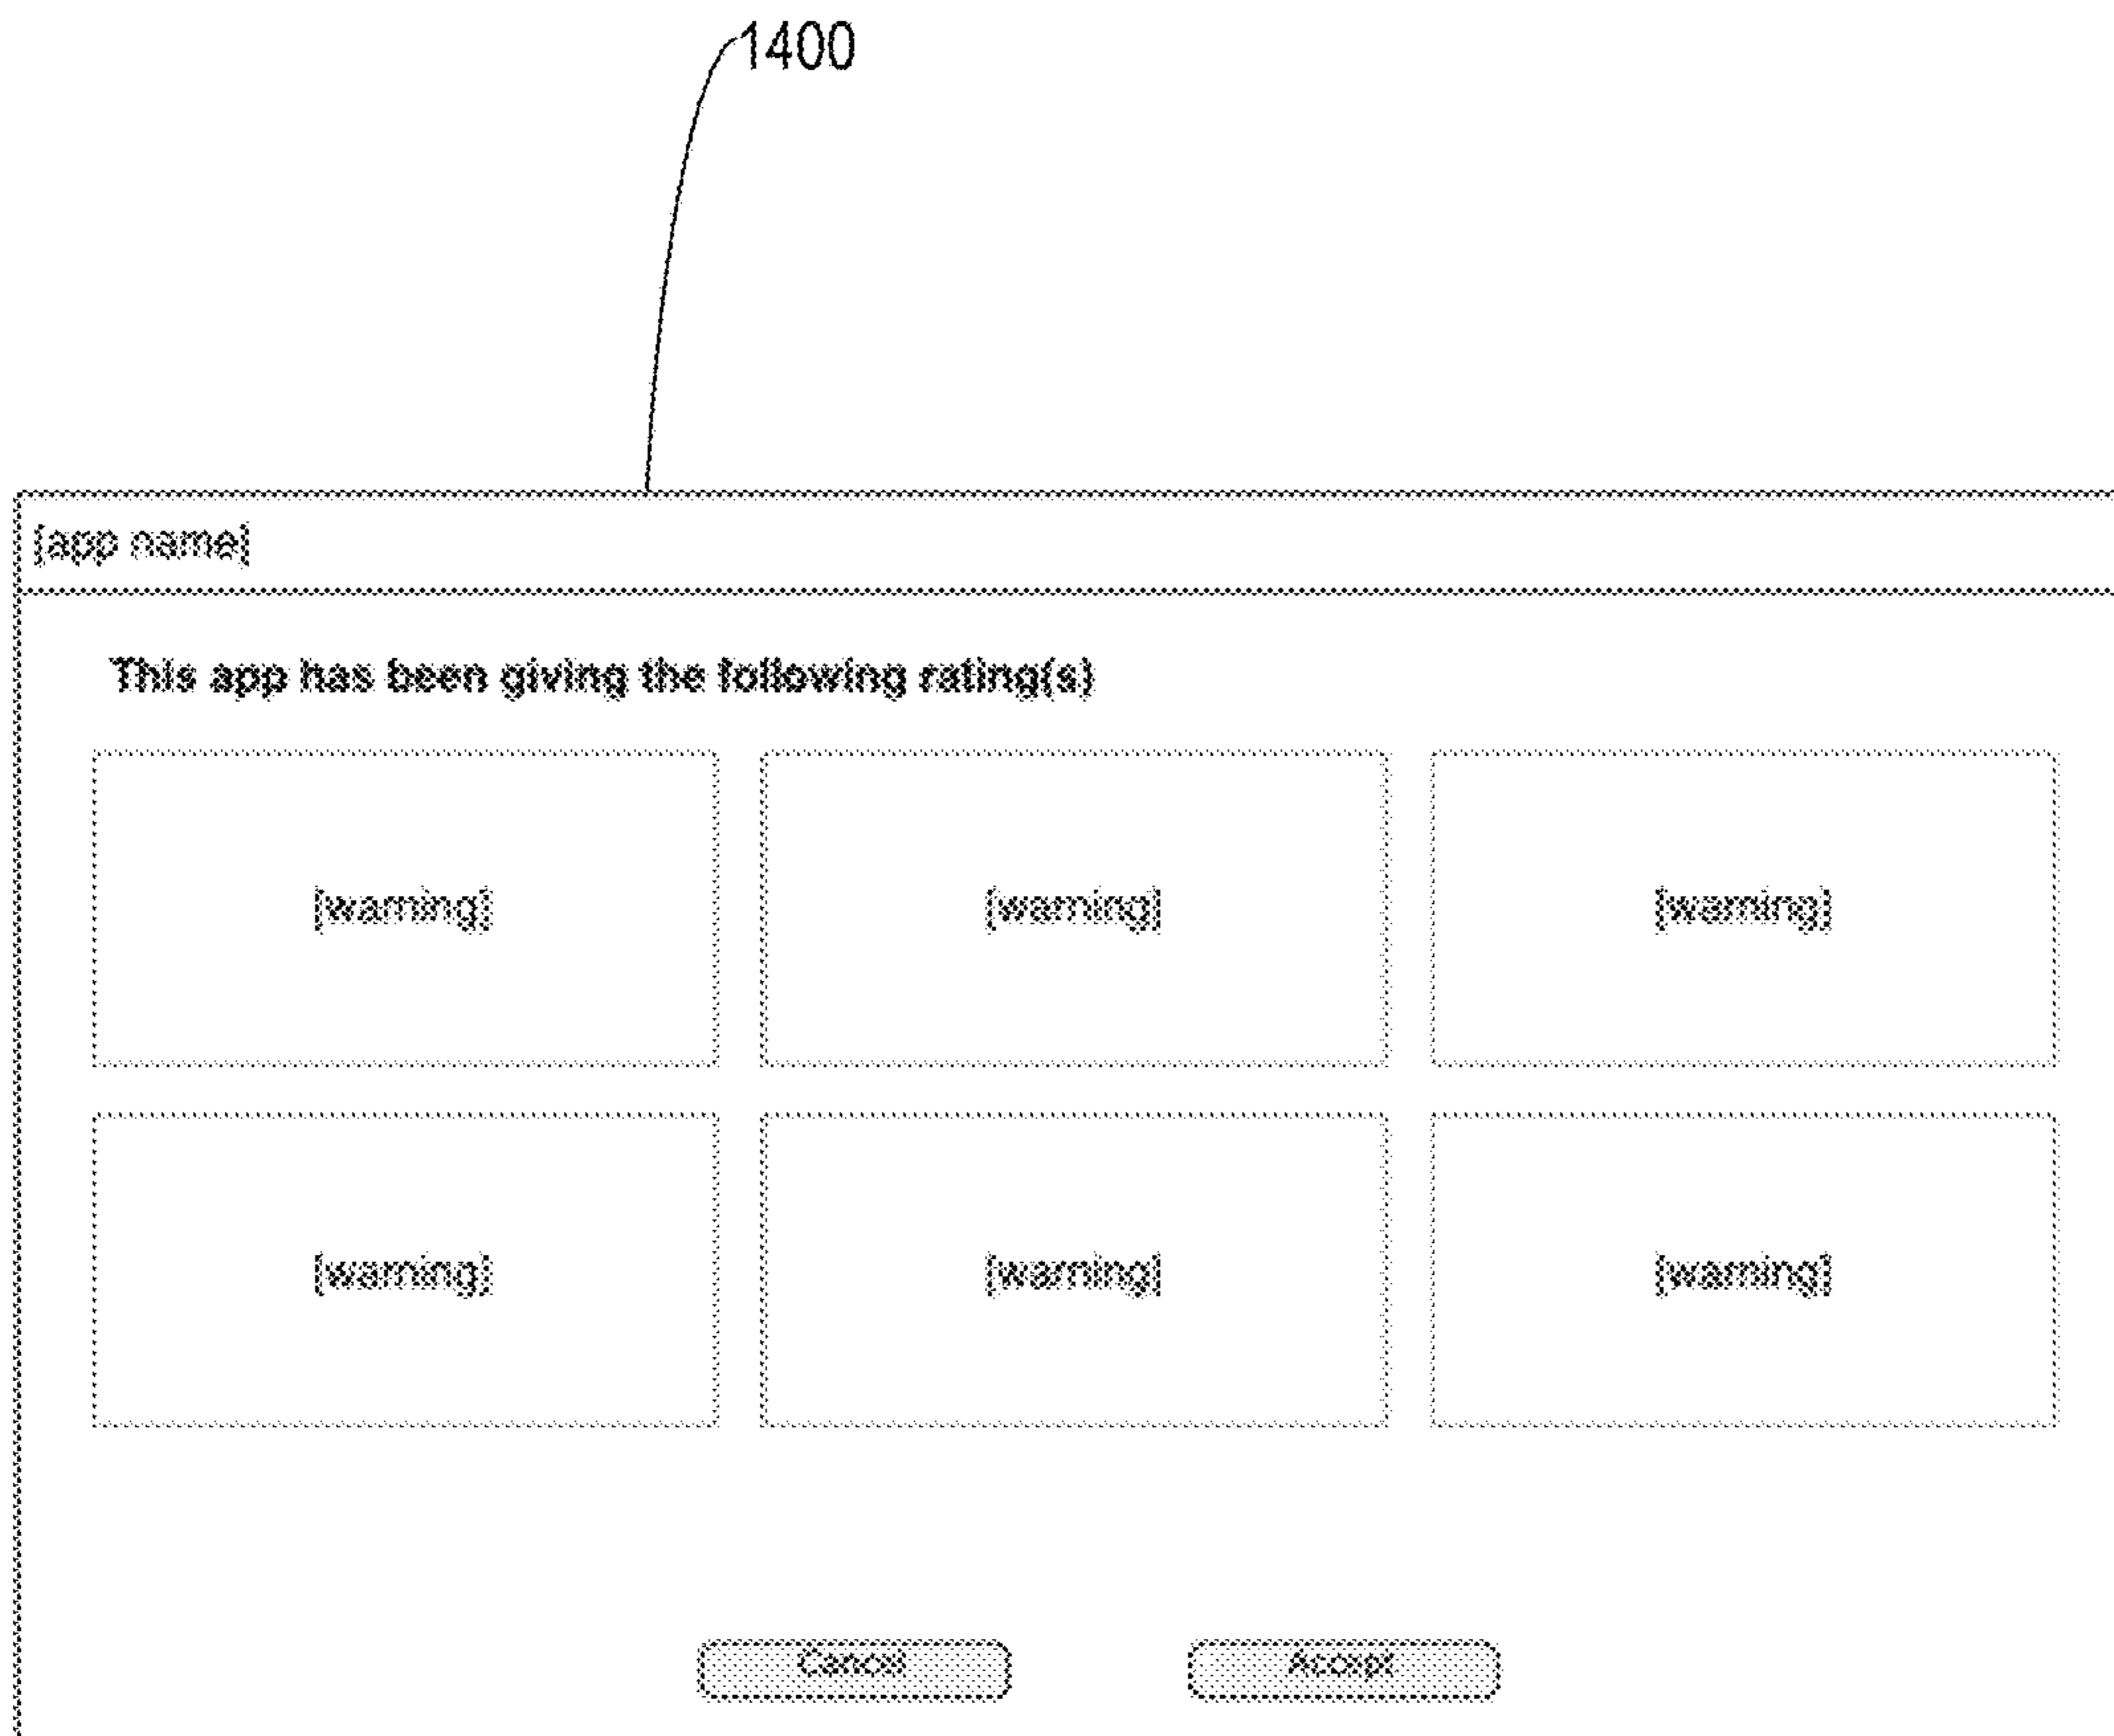 1400
[app name]
This app has been giving the following rating(s)
[warning] [warning] [warning]
[warning] [warning] [warning]
Cancel Accept